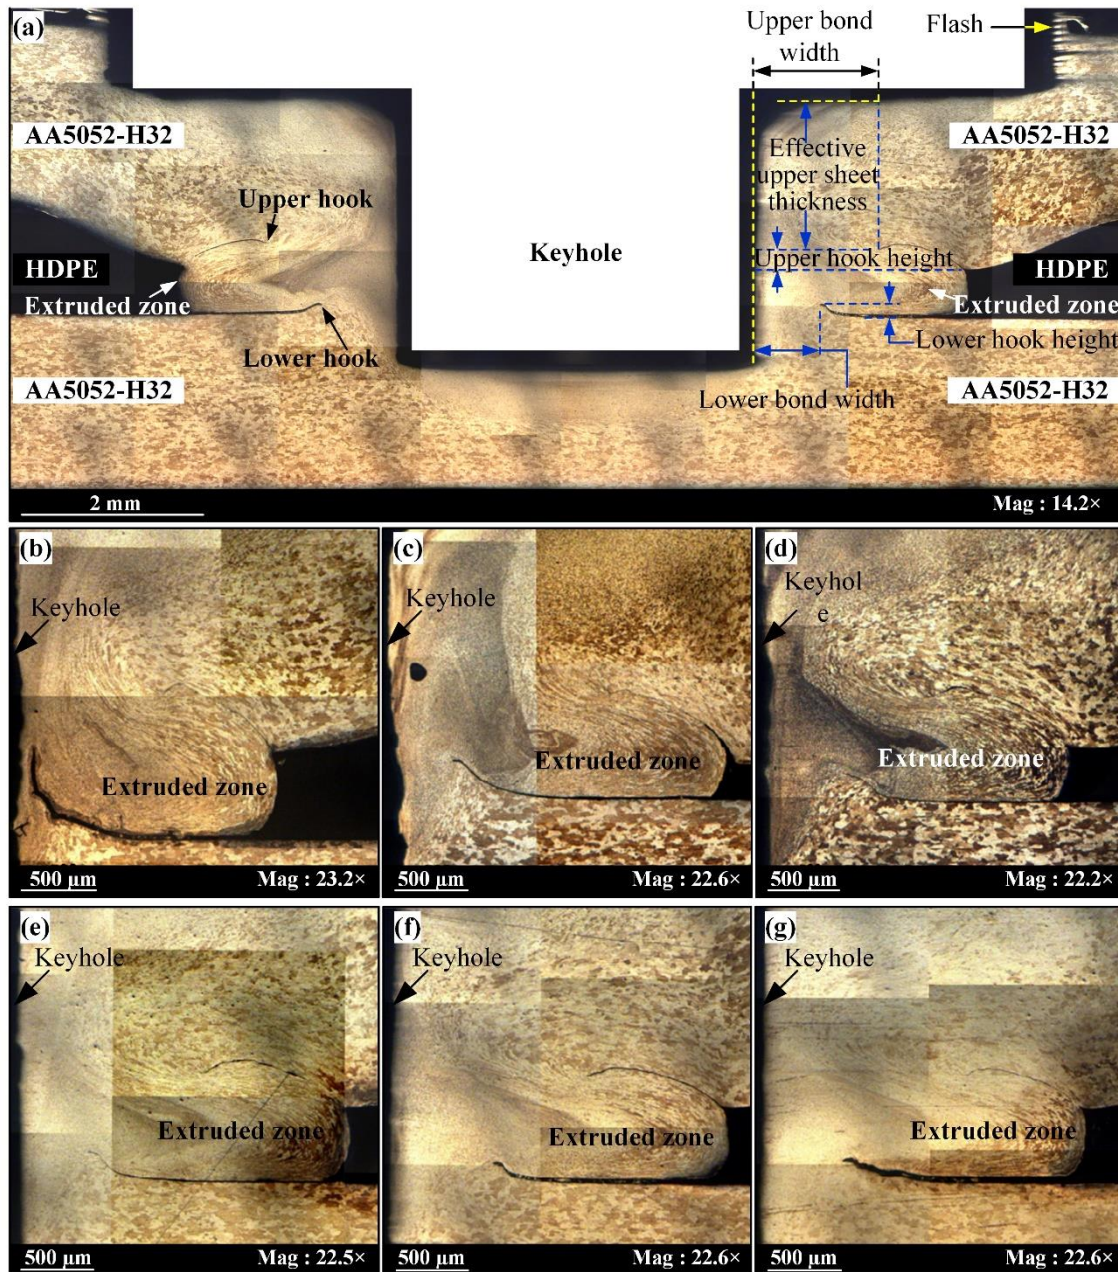 (a)
Upper bond
width
Flash
AA5052-H32
AA5052-H32
Effective
upper sheet
thickness
Upper hook
Keyhole
Upper hook height
HDPE
HDPE
Extruded zone
Extruded zone
Lower hook
Lower hook height
AA5052-H32
AA5052-H32
Lower bond width
2 mm
Mag : 14.2×
(b)
Keyhole
Extruded zone
500 µm
Mag : 23.2×
(c)
Keyhole
Extruded zone
500 µm
Mag : 22.6×
(d)
Keyhol
e
Extruded zone
500 µm
Mag : 22.2×
(e)
Keyhole
Extruded zone
500 µm
Mag : 22.5×
(f)
Keyhole
Extruded zone
500 µm
Mag : 22.6×
(g)
Keyhole
Extruded zone
500 µm
Mag : 22.6×